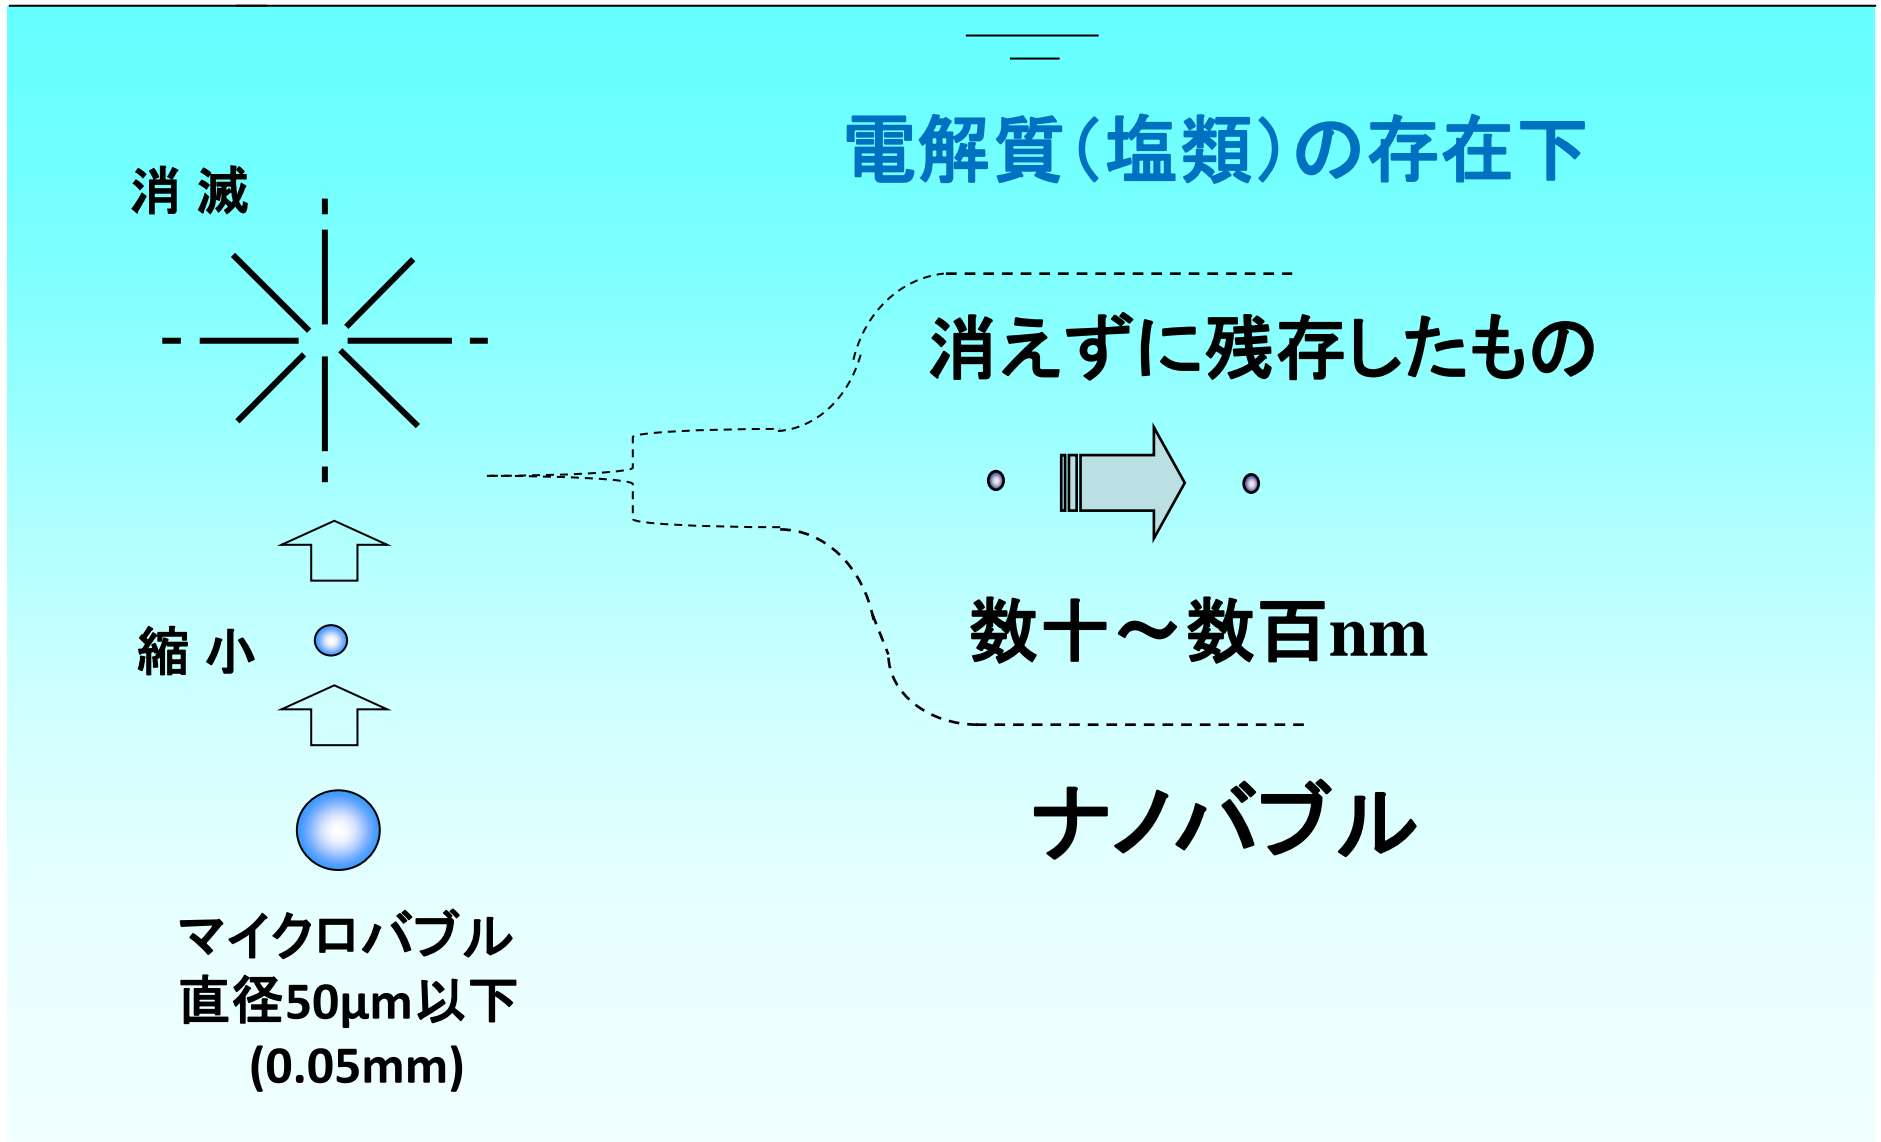 電解質（塩類）の存在下
消 滅
消えずに残存したもの
数十～数百nm
縮 小
ナノバブル
マイクロバブル
直径50μm以下
(0.05mm)